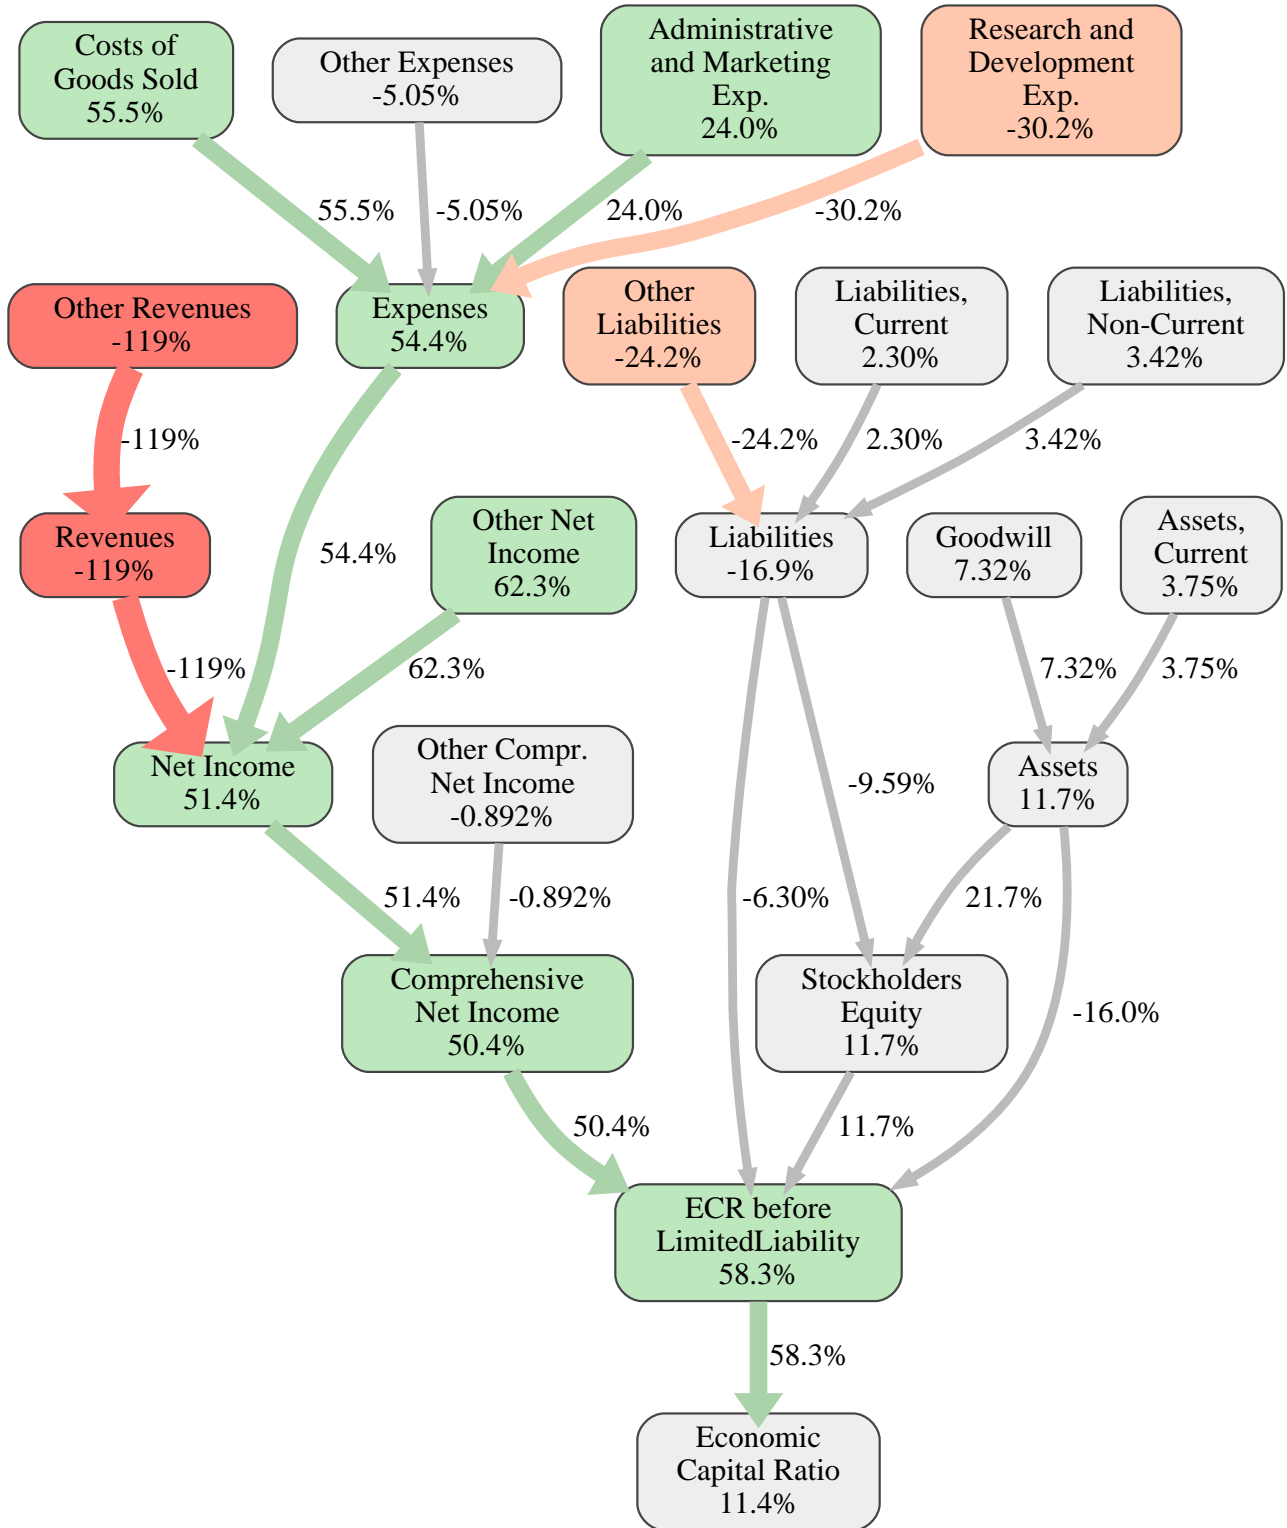 Costs of
Goods Sold
55.5%
Other Expenses
-5.05%
Administrative
and Marketing
Exp.
24.0%
Research and
Development
Exp.
-30.2%
55.5%
-5.05%
24.0%
-30.2%
Other Revenues
-119%
Expenses
54.4%
Other
Liabilities
-24.2%
Liabilities,
Current
2.30%
Liabilities,
Non-Current
3.42%
-119%
-24.2%
2.30%
3.42%
Revenues
-119%
54.4%
Other Net
Income
62.3%
Liabilities
-16.9%
Goodwill
7.32%
Assets,
Current
3.75%
-119%
62.3%
7.32%
3.75%
Net Income
51.4%
Other Compr.
Net Income
-0.892%
-9.59%
Assets
11.7%
51.4%
-0.892%
-6.30%
21.7%
Comprehensive
Net Income
50.4%
Stockholders
Equity
11.7%
-16.0%
50.4%
11.7%
ECR before
LimitedLiability
58.3%
58.3%
Economic
Capital Ratio
11.4%